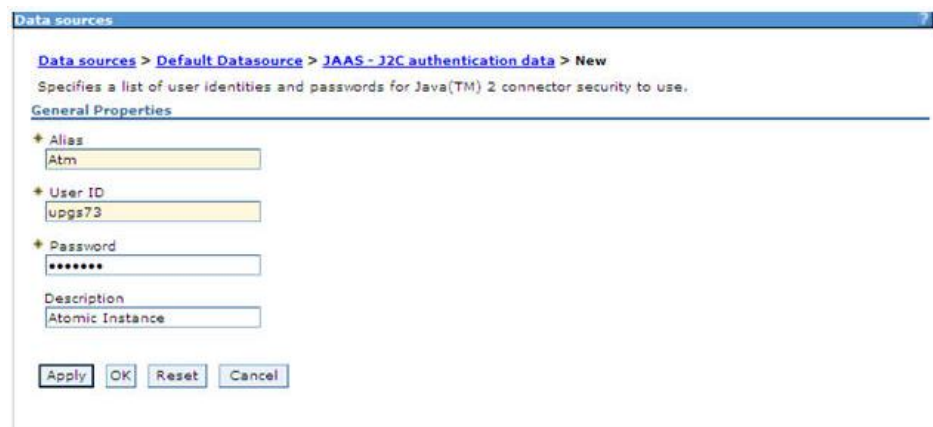 Data sources ?
Data sources > Default Datasource > JAAS - J2C authentication data > New
Specifies a list of user identities and passwords for Java(TM) 2 connector security to use.
General Properties
Alias
Atm
User ID
upgs73
Password
•••••••
Description
Atomic Instance
Apply OK Reset Cancel